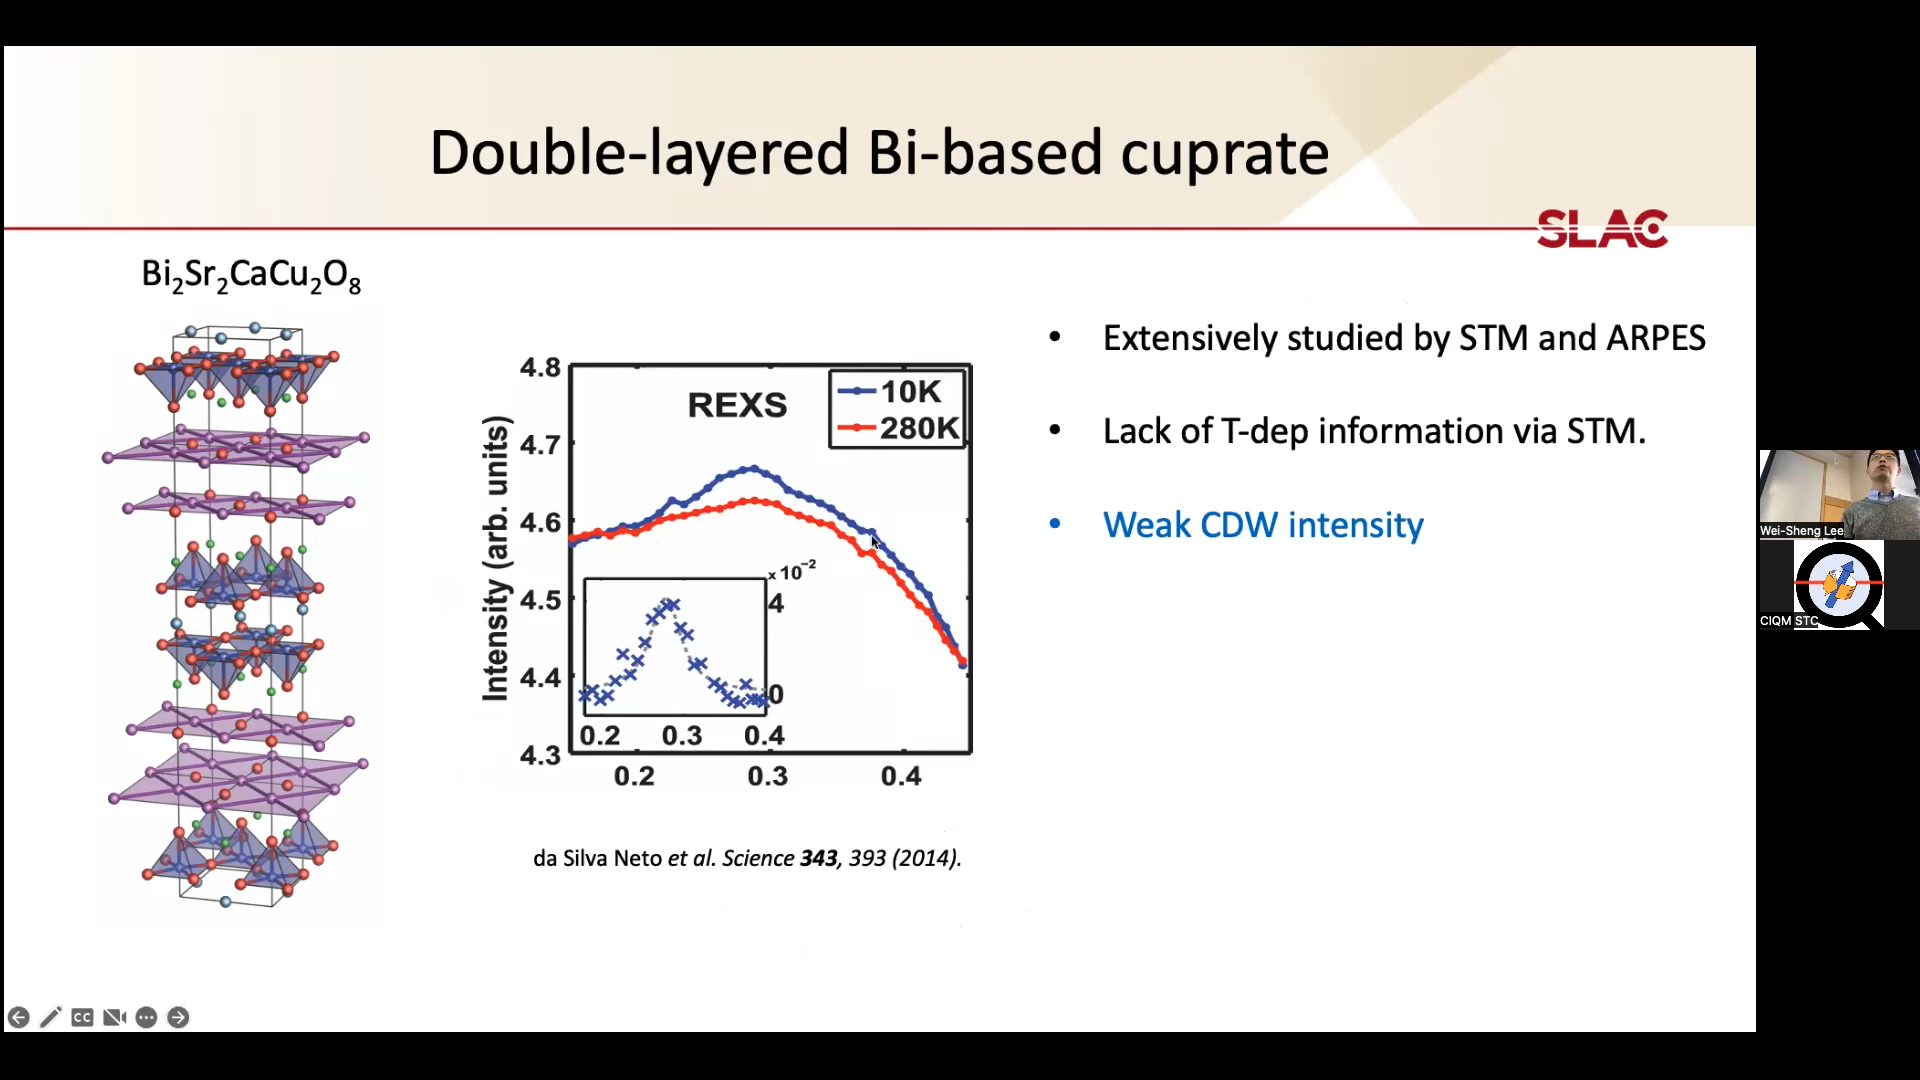 Double-layered Bi-based cuprate
SLAC
Bi₂Sr₂CaCu₂O₈
4.8
4.7
4.6
4.5
4.4
4.3
Intensity (arb. units)
REXS
10K
280K
x 10⁻²
4
0
0.2 0.3 0.4
0.2 0.3 0.4
da Silva Neto et al. Science 343, 393 (2014).
• Extensively studied by STM and ARPES
• Lack of T-dep information via STM.
• Weak CDW intensity
Wei-Sheng Lee
CIQM STC
CC